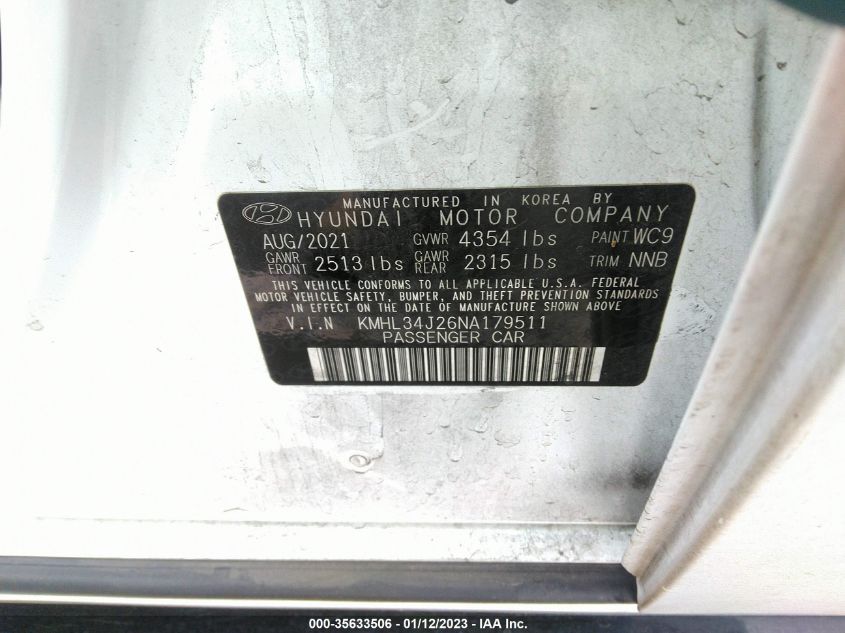 MANUFACTURED IN KOREA BY
HYUNDAI MOTOR COMPANY
AUG/2021 GVWR 4354 lbs PAINT WC9
GAWR FRONT 2513 lbs GAWR REAR 2315 lbs TRIM NNB
THIS VEHICLE CONFORMS TO ALL APPLICABLE U.S.A. FEDERAL
MOTOR VEHICLE SAFETY, BUMPER, AND THEFT PREVENTION STANDARDS
IN EFFECT ON THE DATE OF MANUFACTURE SHOWN ABOVE
V.I.N KMHL34J26NA179511
PASSENGER CAR
000-35633506 - 01/12/2023 - IAA Inc.